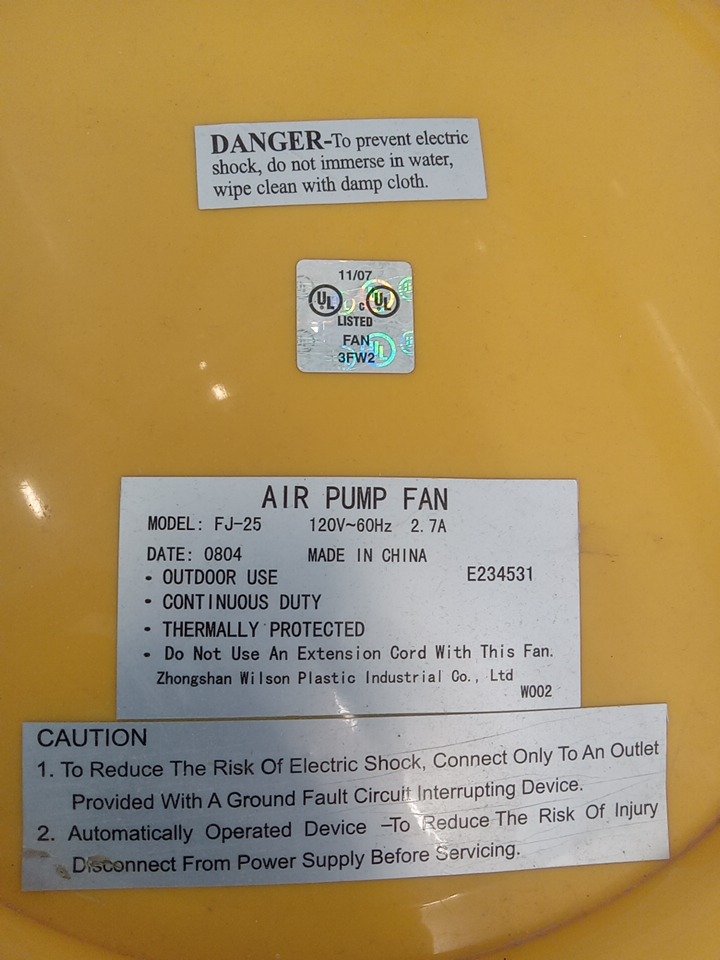 DANGER-To prevent electric
shock, do not immerse in water,
wipe clean with damp cloth.
11/07
UL C UL
LISTED
FAN
3FW2
AIR PUMP FAN
MODEL: FJ-25 120V~60Hz 2.7A
DATE: 0804 MADE IN CHINA
• OUTDOOR USE E234531
• CONTINUOUS DUTY
• THERMALLY PROTECTED
• Do Not Use An Extension Cord With This Fan.
Zhongshan Wilson Plastic Industrial Co., Ltd
W002
CAUTION
1. To Reduce The Risk Of Electric Shock, Connect Only To An Outlet
Provided With A Ground Fault Circuit Interrupting Device.
2. Automatically Operated Device –To Reduce The Risk Of Injury
Disconnect From Power Supply Before Servicing.